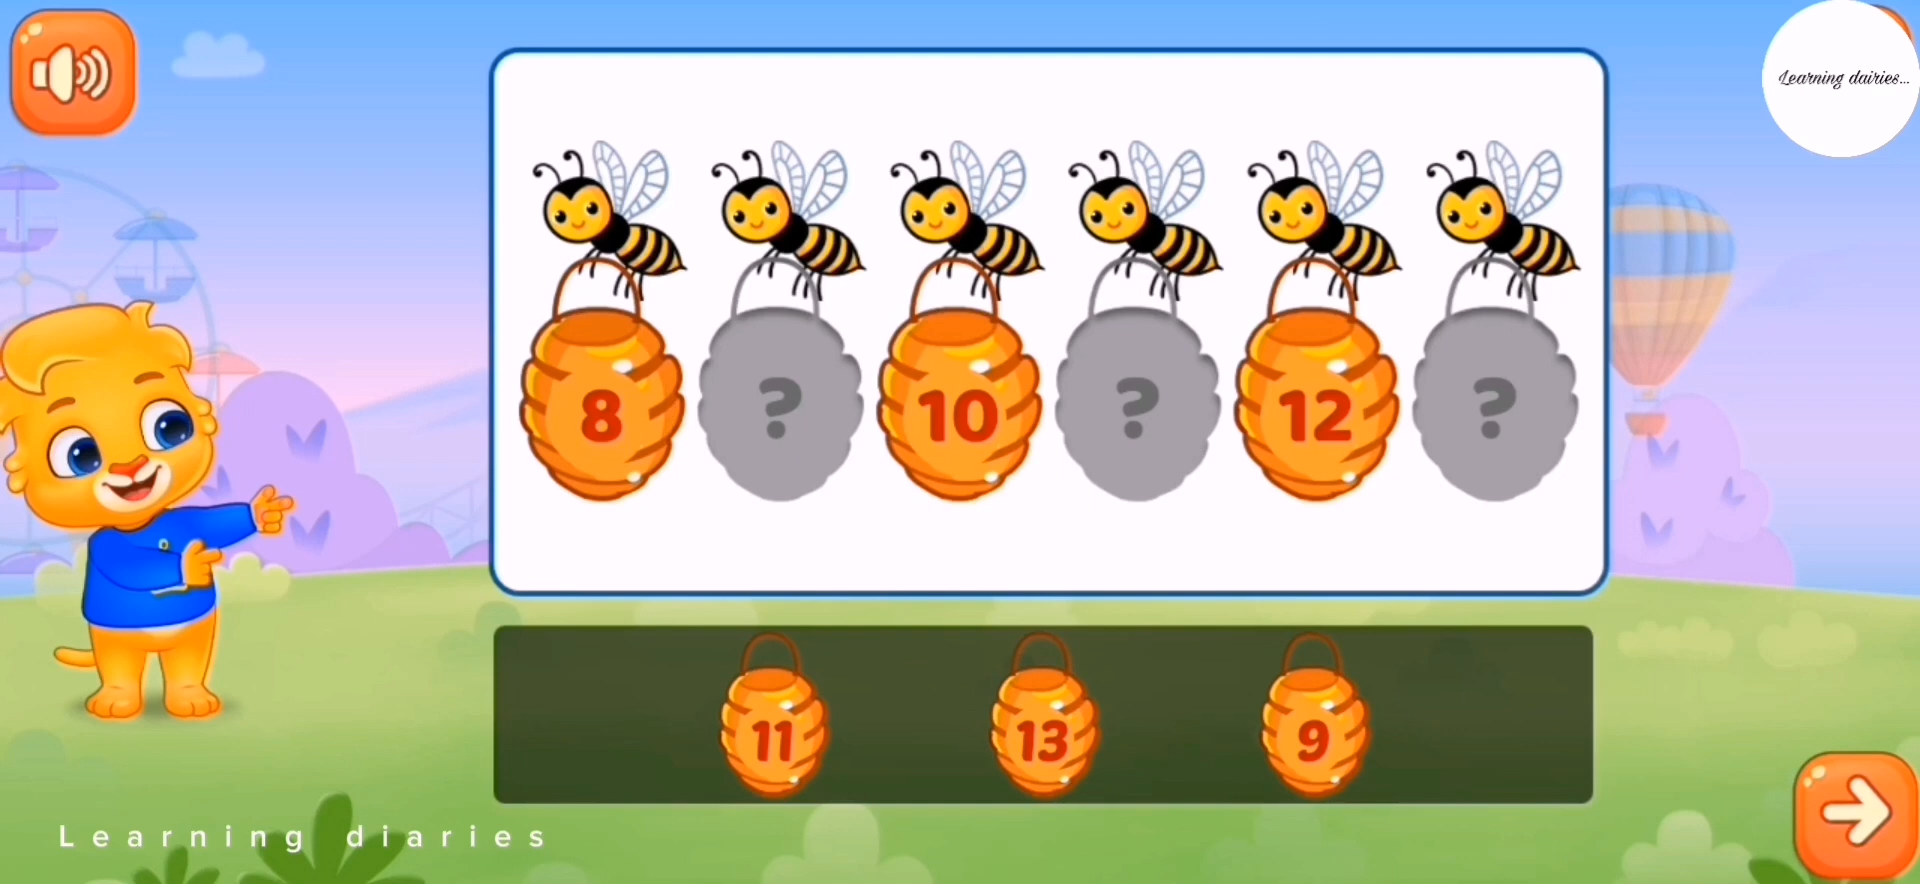 Learning dairies...
8 ? 10 ? 12 ?
11 13 9
Learning diaries